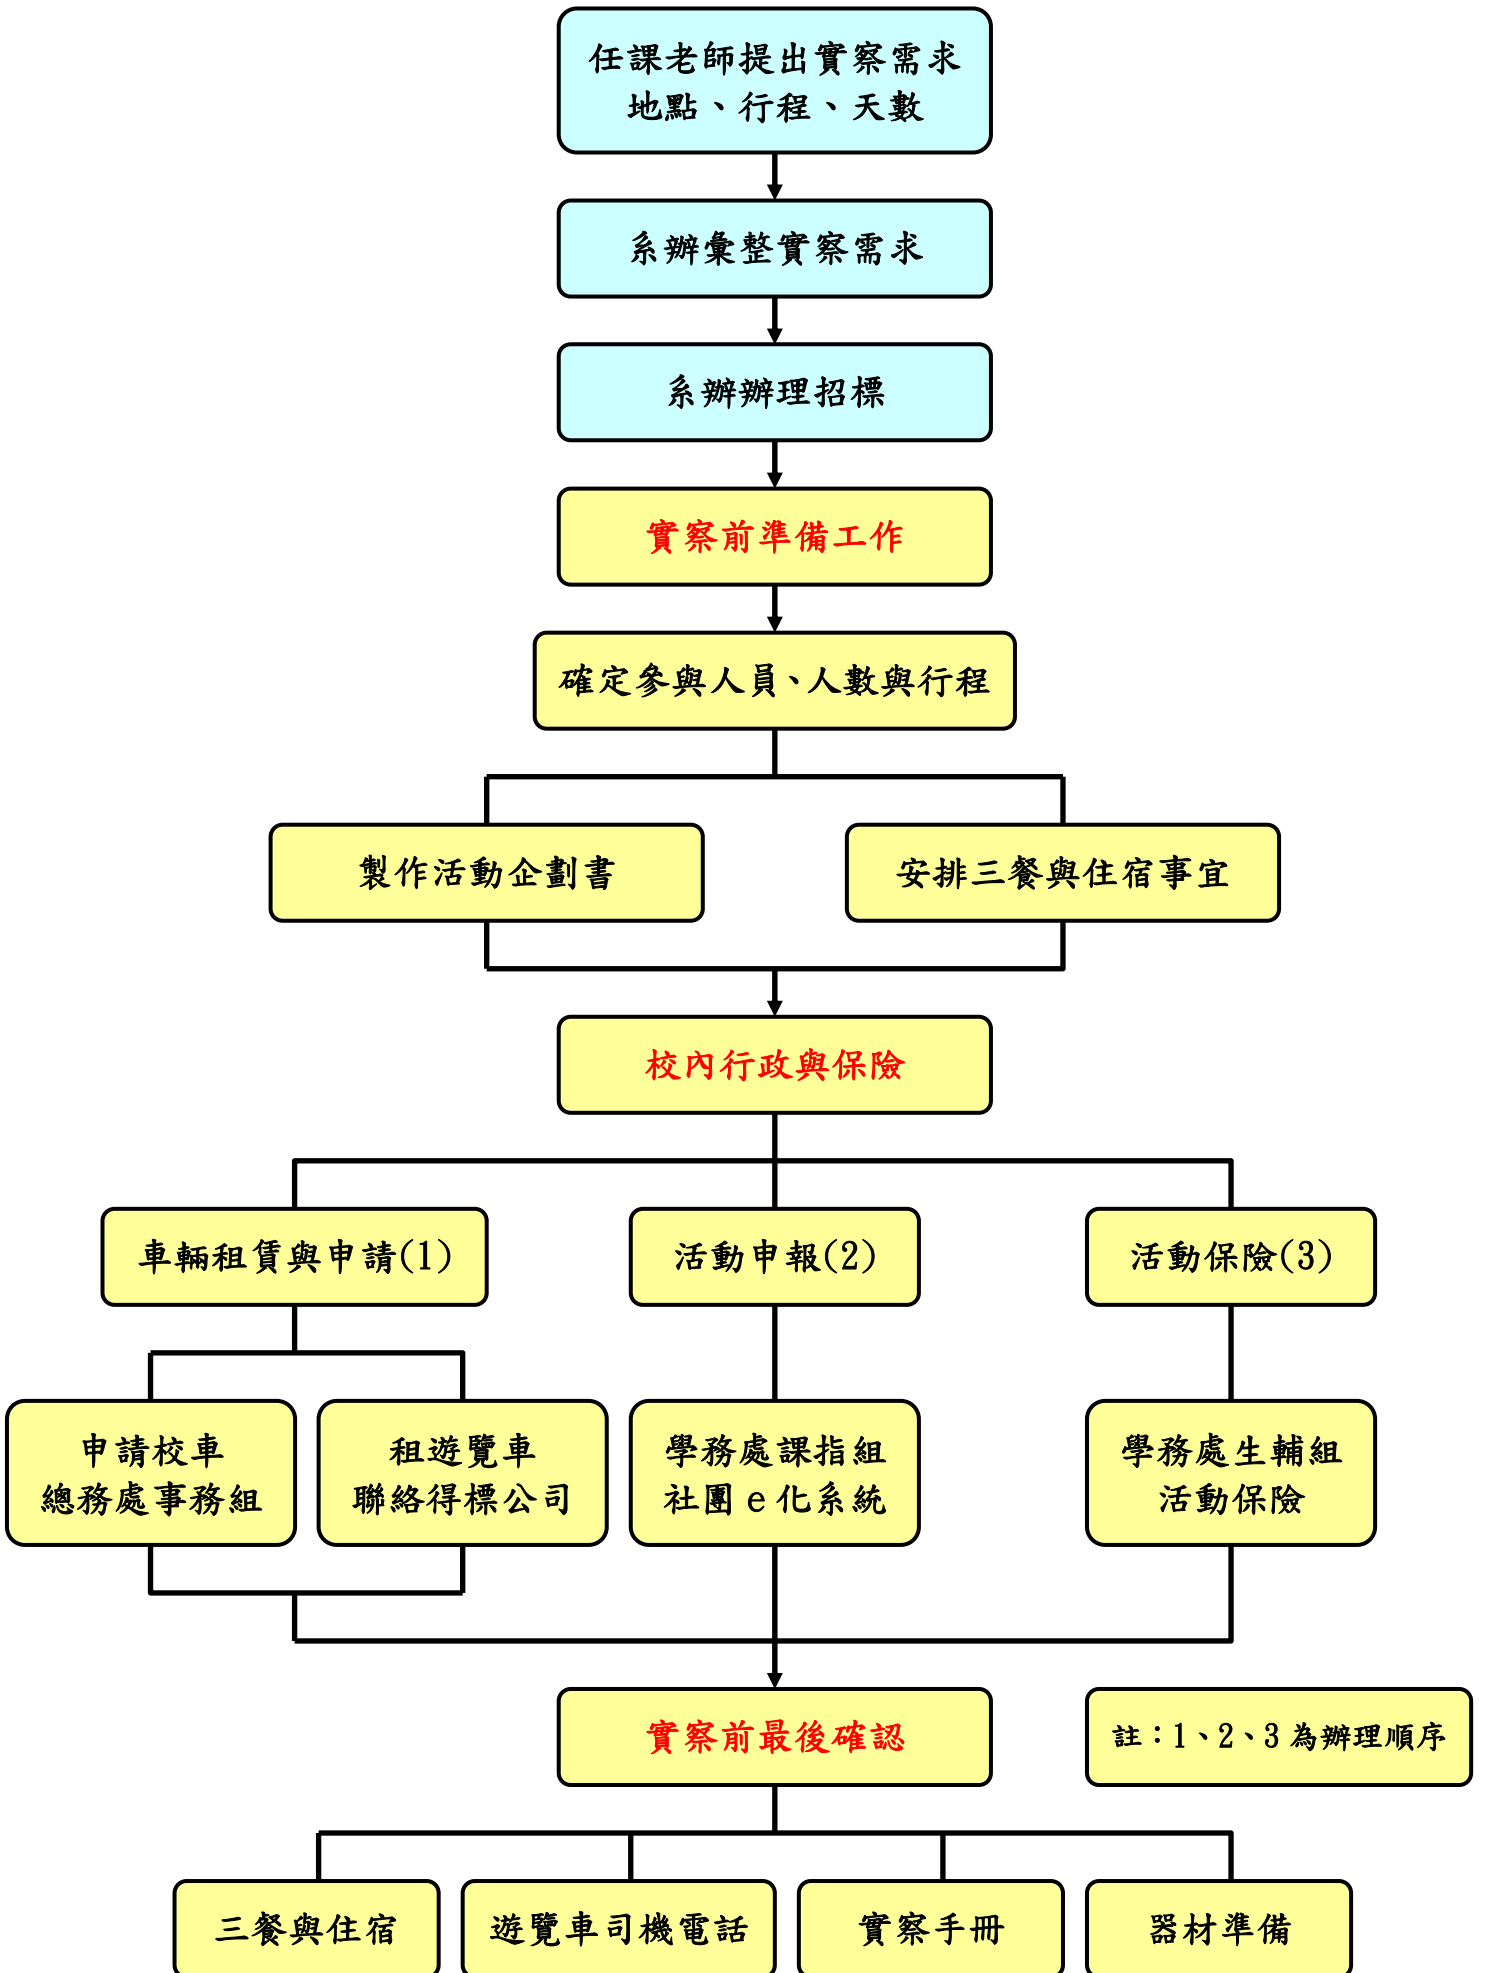 任課老師提出實察需求
地點、行程、天數
系辦彙整實察需求
系辦辦理招標
實察前準備工作
確定參與人員、人數與行程
製作活動企劃書
安排三餐與住宿事宜
校內行政與保險
車輛租賃與申請(1)
活動申報(2)
活動保險(3)
申請校車
總務處事務組
租遊覽車
聯絡得標公司
學務處課指組
社團e化系統
學務處生輔組
活動保險
實察前最後確認
註：1、2、3為辦理順序
三餐與住宿
遊覽車司機電話
實察手冊
器材準備